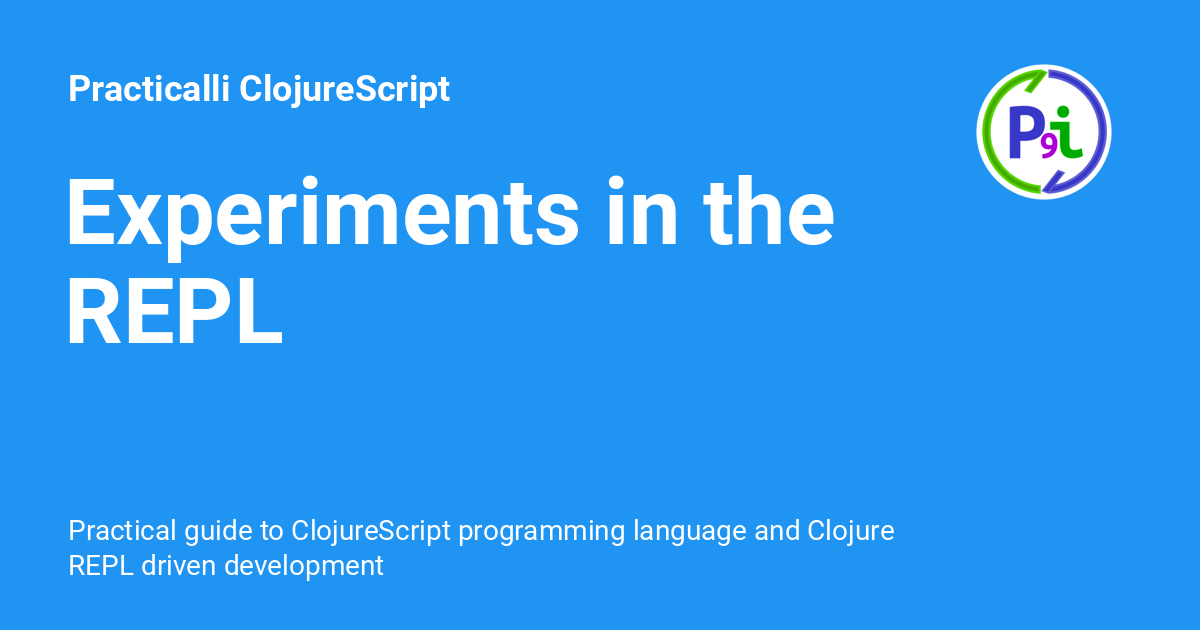 Practicalli ClojureScript
P9i
Experiments in the
REPL
Practical guide to ClojureScript programming language and Clojure
REPL driven development